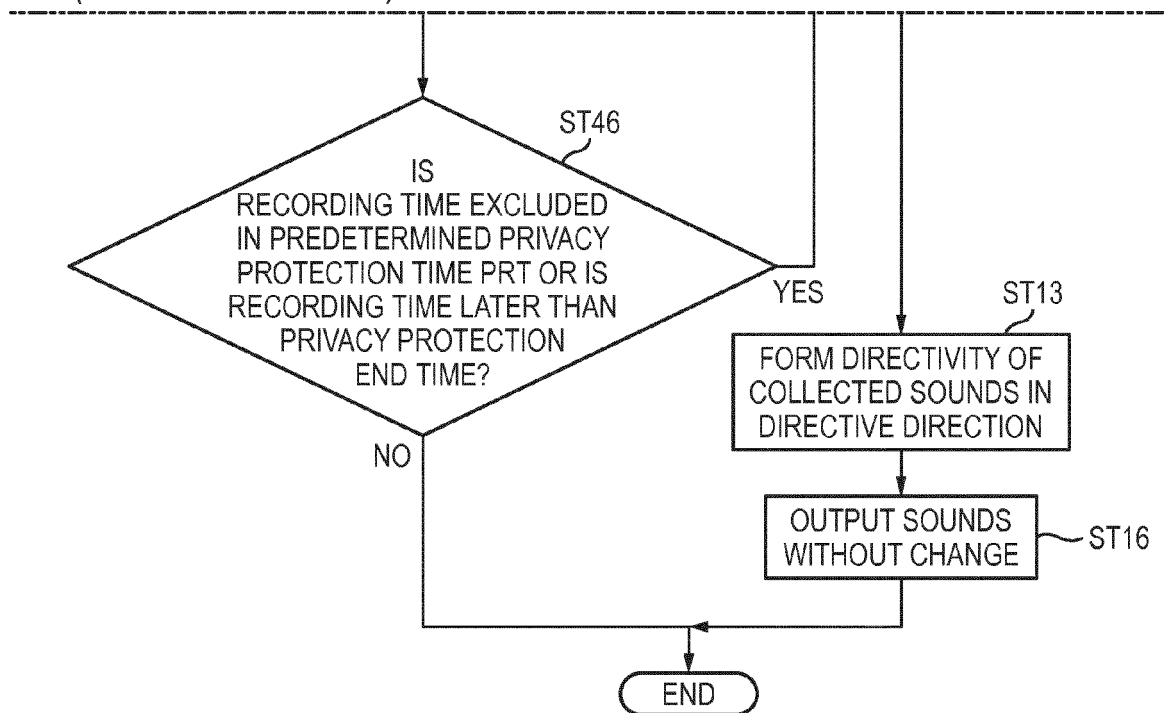 ST46
IS
RECORDING TIME EXCLUDED
IN PREDETERMINED PRIVACY
PROTECTION TIME PRT OR IS
RECORDING TIME LATER THAN
PRIVACY PROTECTION
END TIME?
YES
NO
ST13
FORM DIRECTIVITY OF
COLLECTED SOUNDS IN
DIRECTIVE DIRECTION
OUTPUT SOUNDS
WITHOUT CHANGE
ST16
END